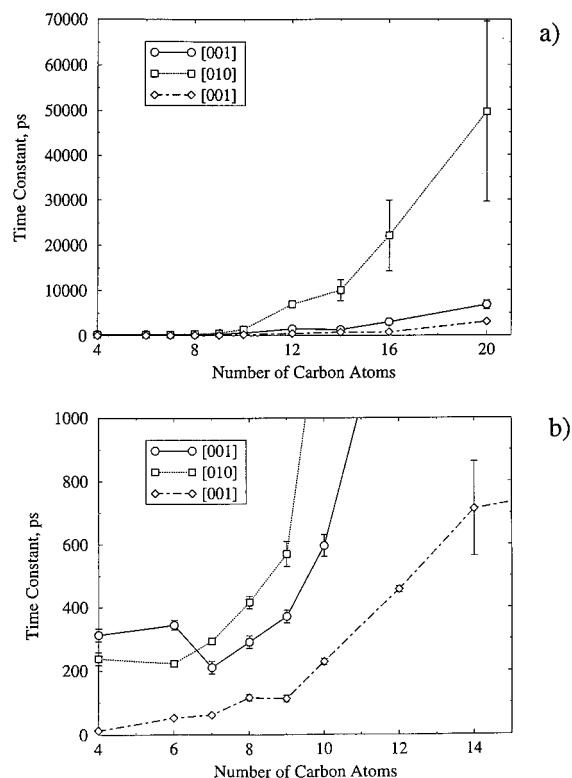 a)
70000
60000
50000
40000
30000
20000
10000
0
Time Constant, ps
[001]
[010]
[001]
4 8 12 16 20
Number of Carbon Atoms
b)
1000
800
600
400
200
0
Time Constant, ps
[001]
[010]
[001]
4 6 8 10 12 14
Number of Carbon Atoms